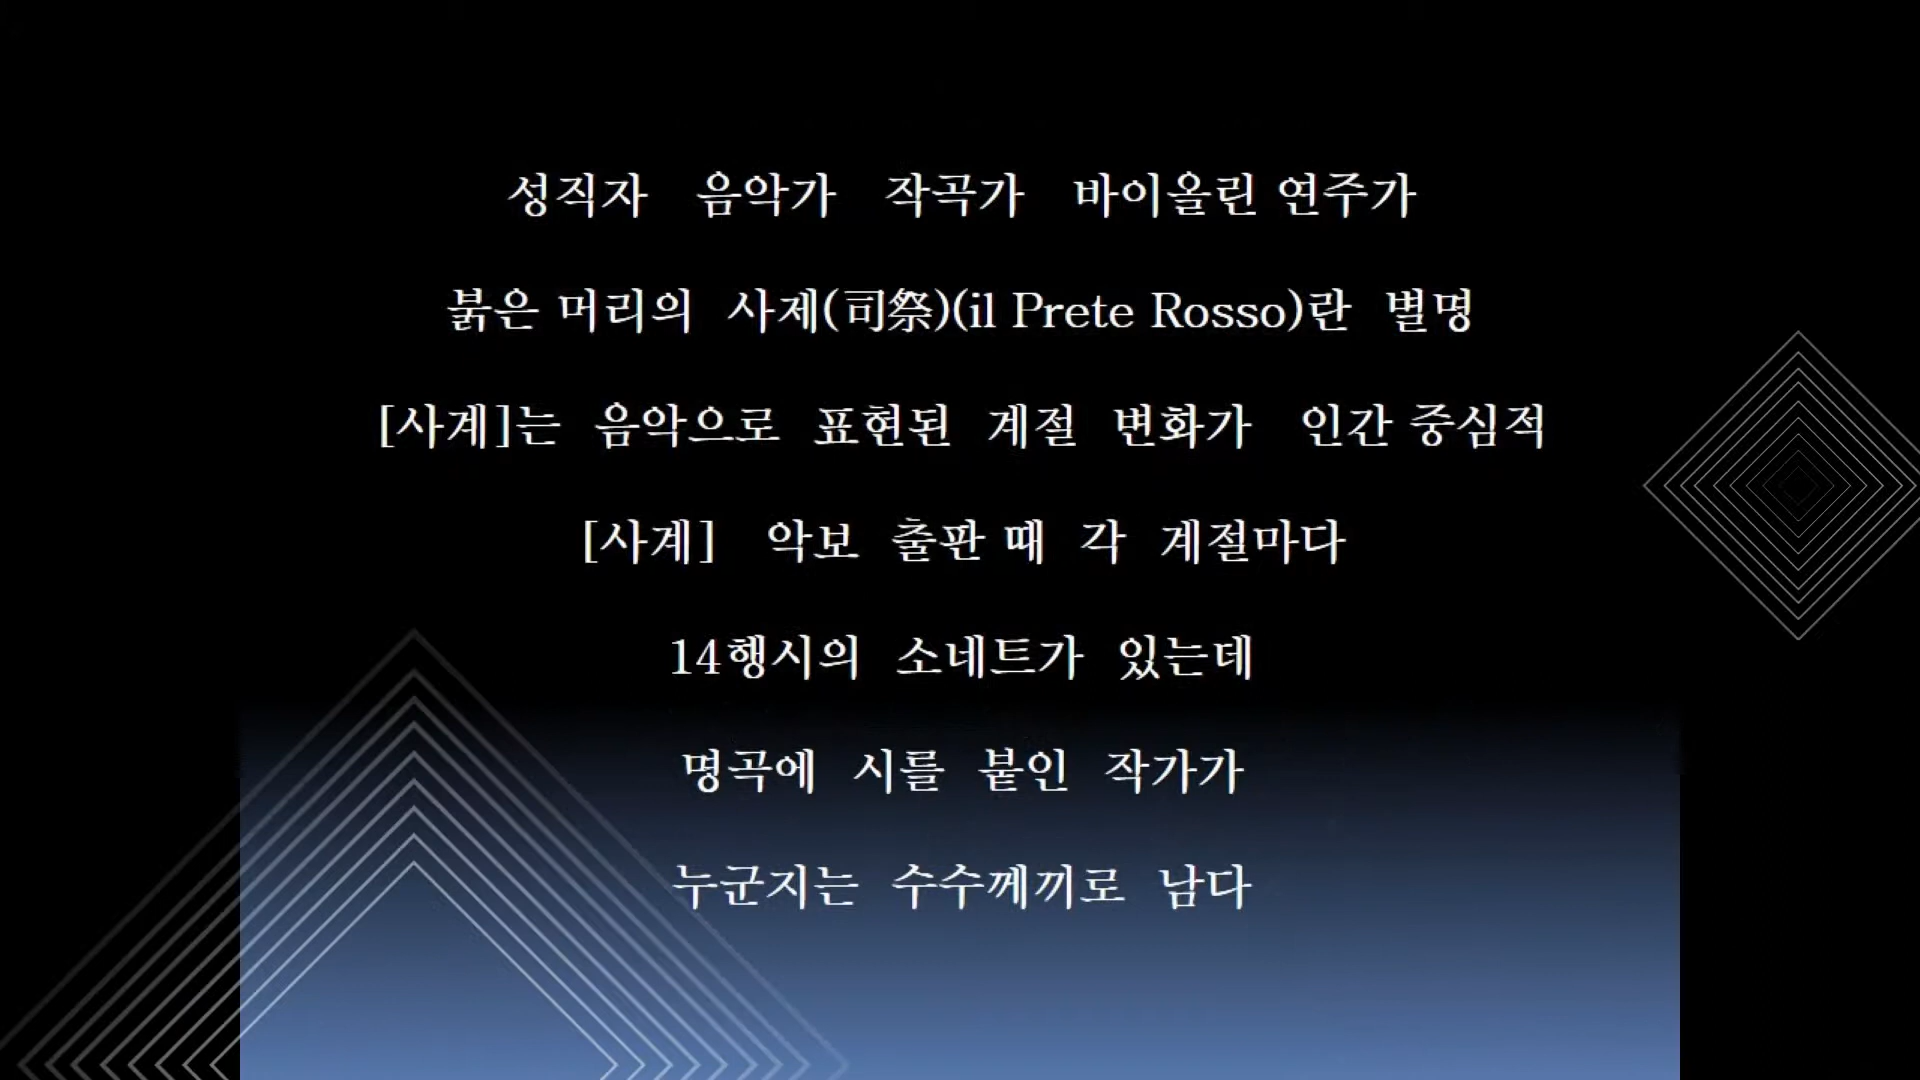 성직자 음악가 작곡가 바이올린 연주가
붉은 머리의 사제(司祭)(il Prete Rosso)란 별명
[사계]는 음악으로 표현된 계절 변화가 인간 중심적
[사계] 악보 출판 때 각 계절마다
14행시의 소네트가 있는데
명곡에 시를 붙인 작가가
누군지는 수수께끼로 남다